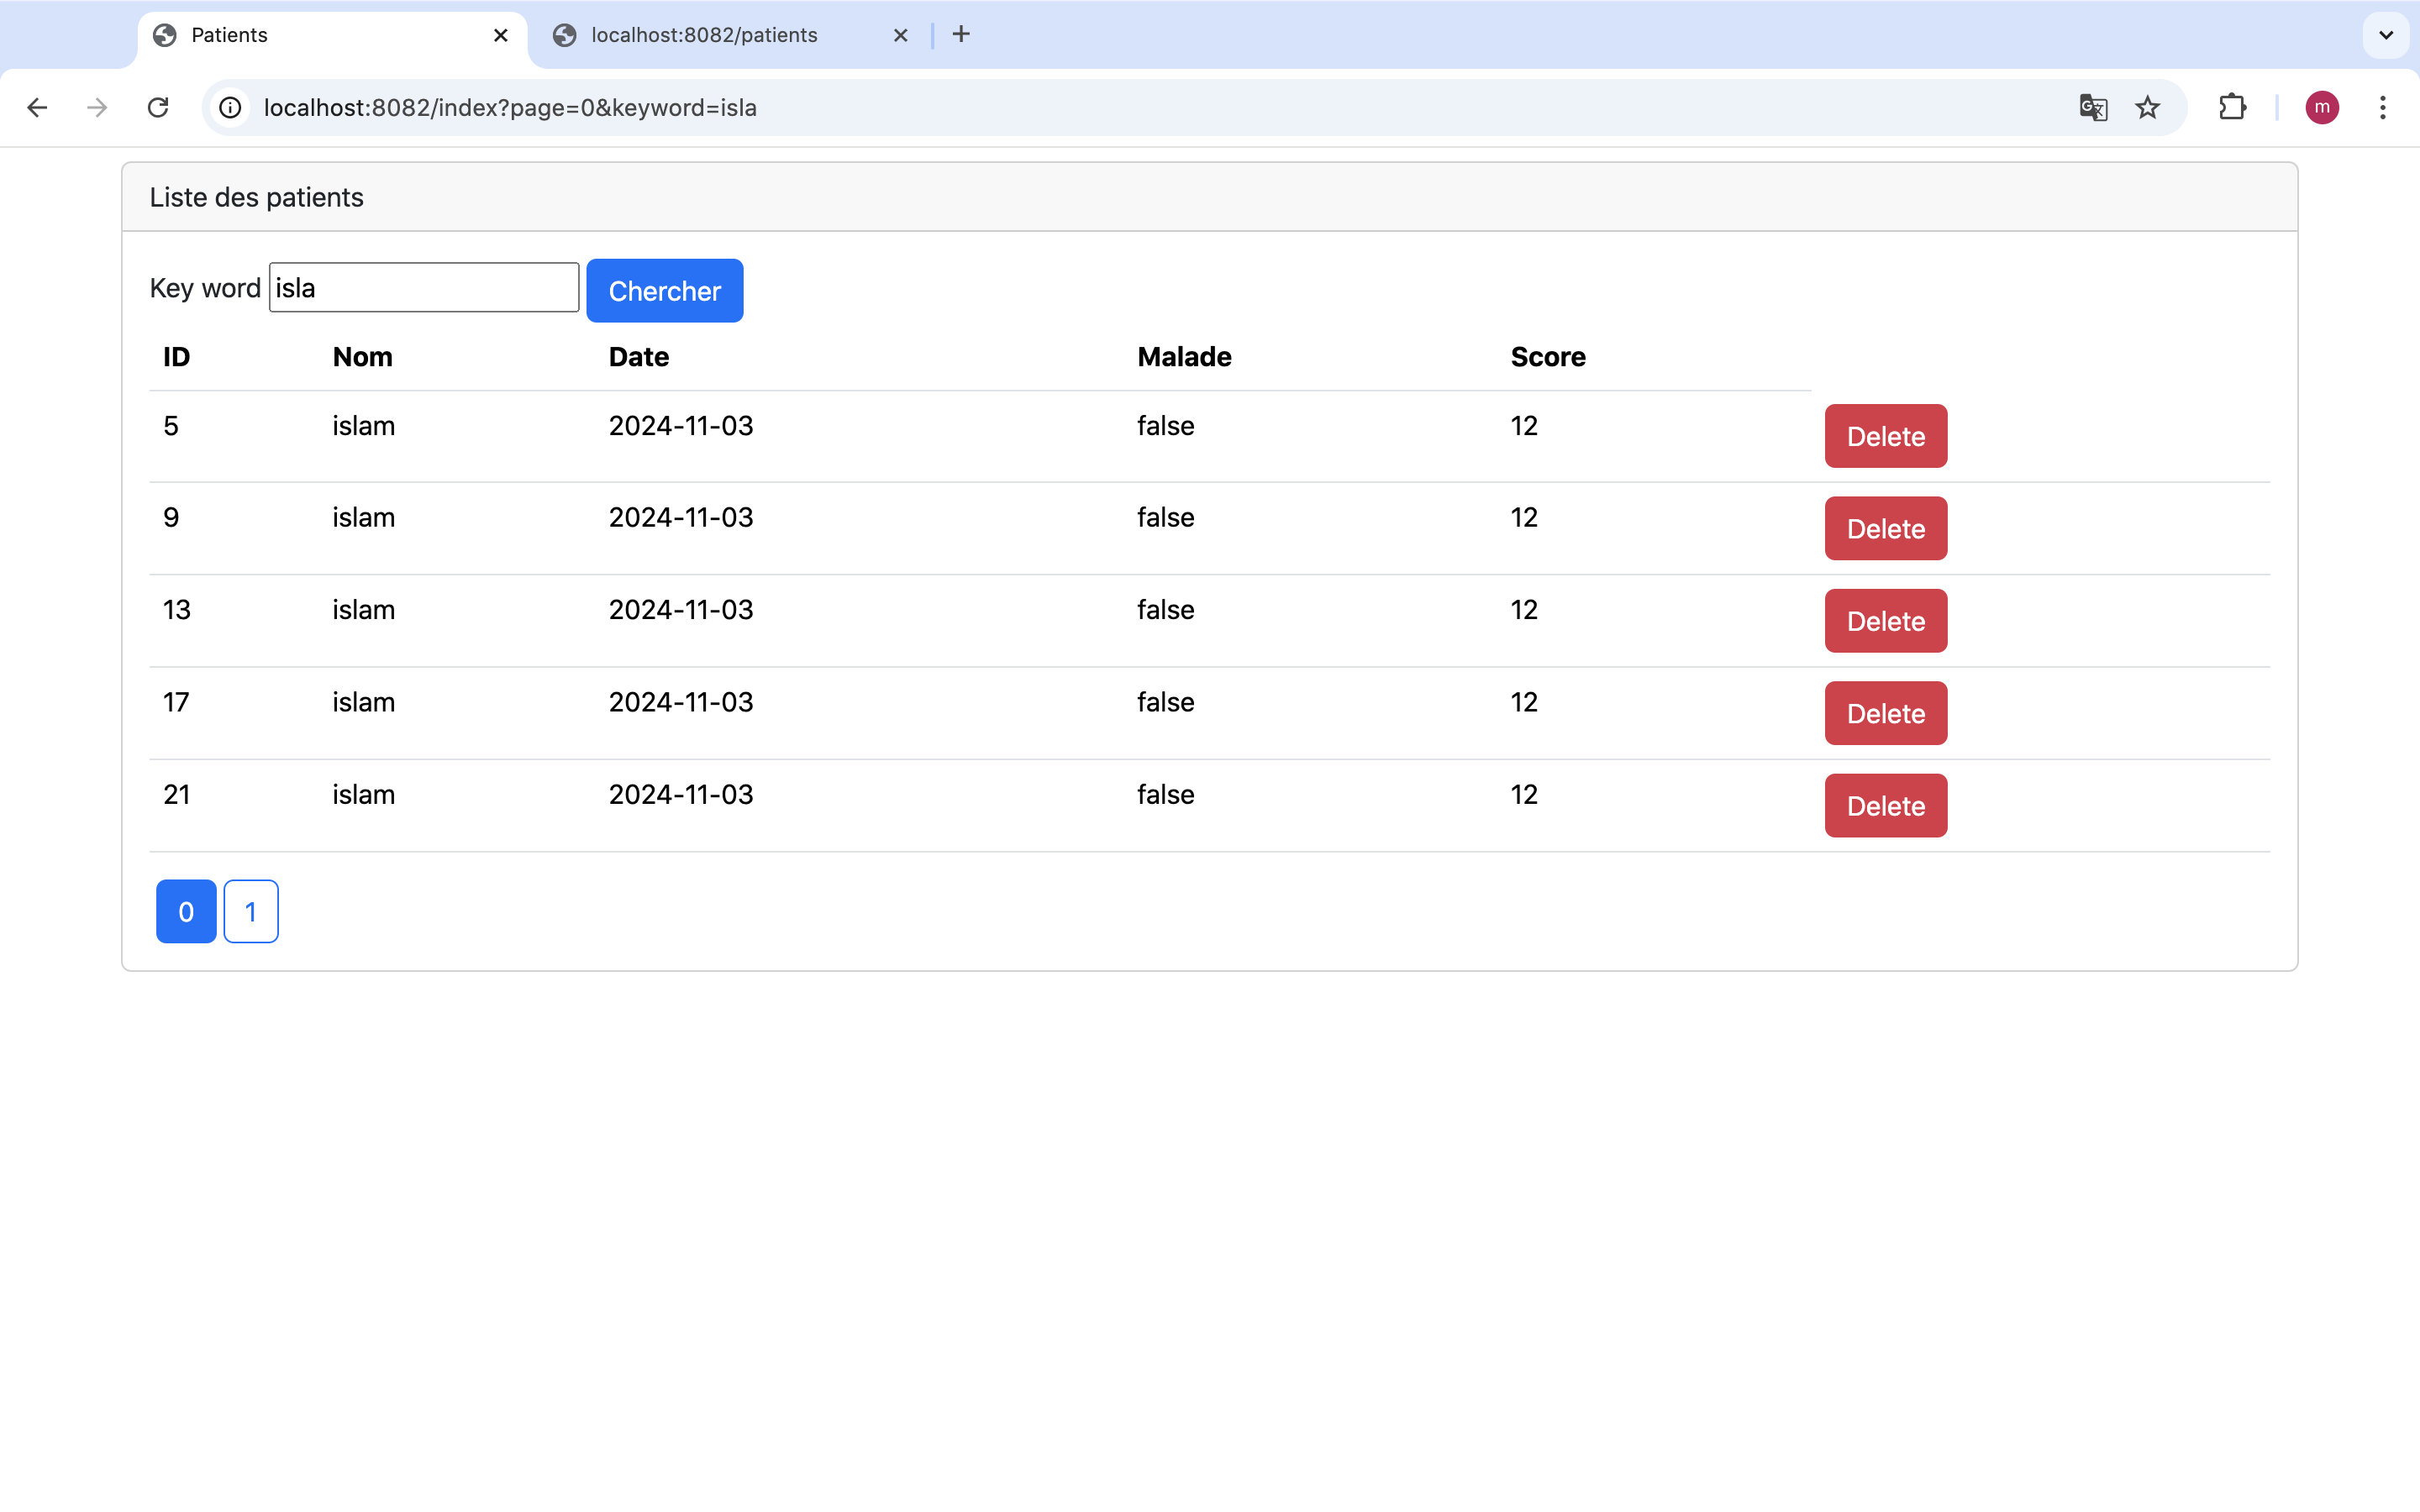 Patients
localhost:8082/patients
localhost:8082/index?page=0&keyword=isla
m
Liste des patients
Key word isla Chercher
ID Nom Date Malade Score
5 islam 2024-11-03 false 12 Delete
9 islam 2024-11-03 false 12 Delete
13 islam 2024-11-03 false 12 Delete
17 islam 2024-11-03 false 12 Delete
21 islam 2024-11-03 false 12 Delete
0 1